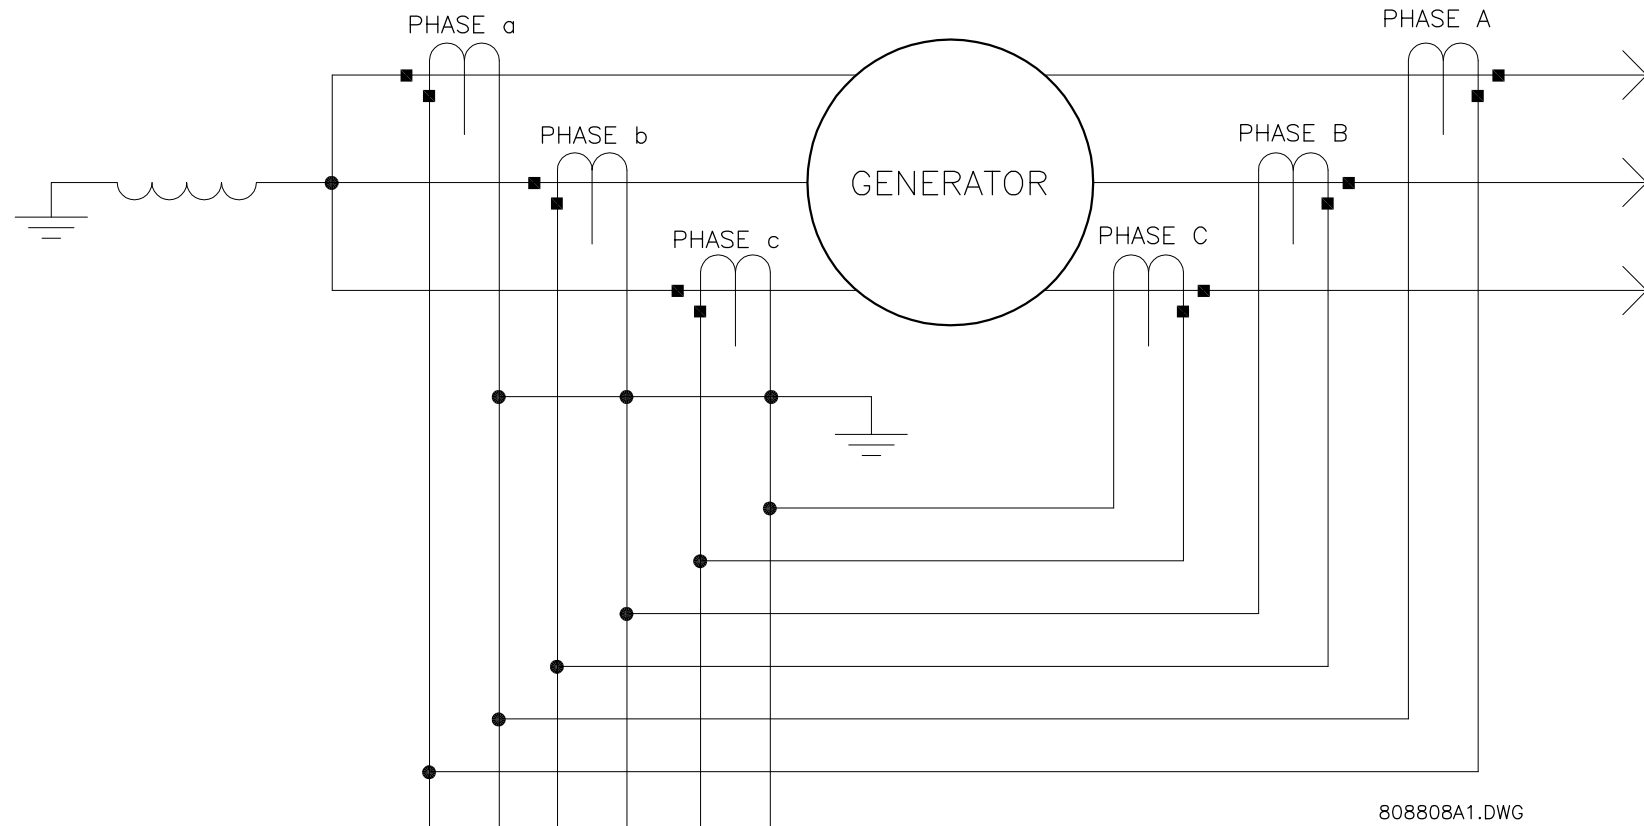 PHASE a
PHASE A
PHASE b
PHASE B
GENERATOR
PHASE c
PHASE C
808808A1.DWG